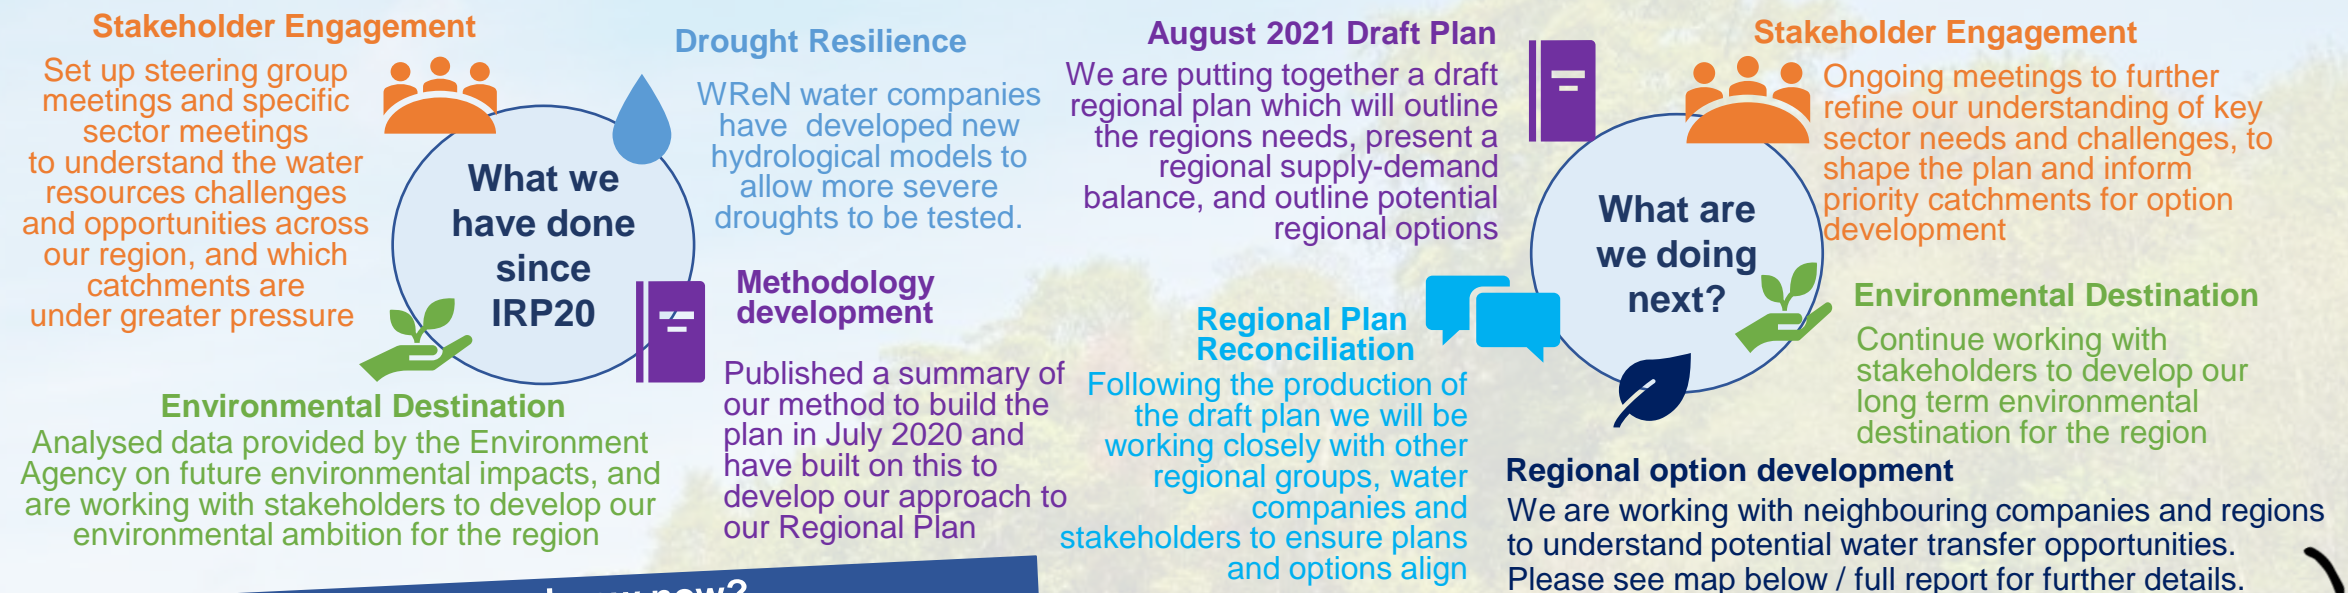 Stakeholder Engagement
Set up steering group
meetings and specific
sector meetings
to understand the water
resources challenges
and opportunities across
our region, and which
catchments are
under greater pressure
What we
have done
since
IRP20
Drought Resilience
WReN water companies
have developed new
hydrological models to
allow more severe
droughts to be tested.
Environmental Destination
Analysed data provided by the Environment
Agency on future environmental impacts, and
are working with stakeholders to develop our
environmental ambition for the region
Methodology
development
Published a summary of
our method to build the
plan in July 2020 and
have built on this to
develop our approach to
our Regional Plan
August 2021 Draft Plan
We are putting together a draft
regional plan which will outline
the regions needs, present a
regional supply-demand
balance, and outline potential
regional options
What are
we doing
next?
Stakeholder Engagement
Ongoing meetings to further
refine our understanding of key
sector needs and challenges, to
shape the plan and inform
priority catchments for option
development
Regional Plan
Reconciliation
Following the production of
the draft plan we will be
working closely with other
regional groups, water
companies and
stakeholders to ensure plans
and options align
Environmental Destination
Continue working with
stakeholders to develop our
long term environmental
destination for the region
Regional option development
We are working with neighbouring companies and regions
to understand potential water transfer opportunities.
Please see map below / full report for further details.
now?